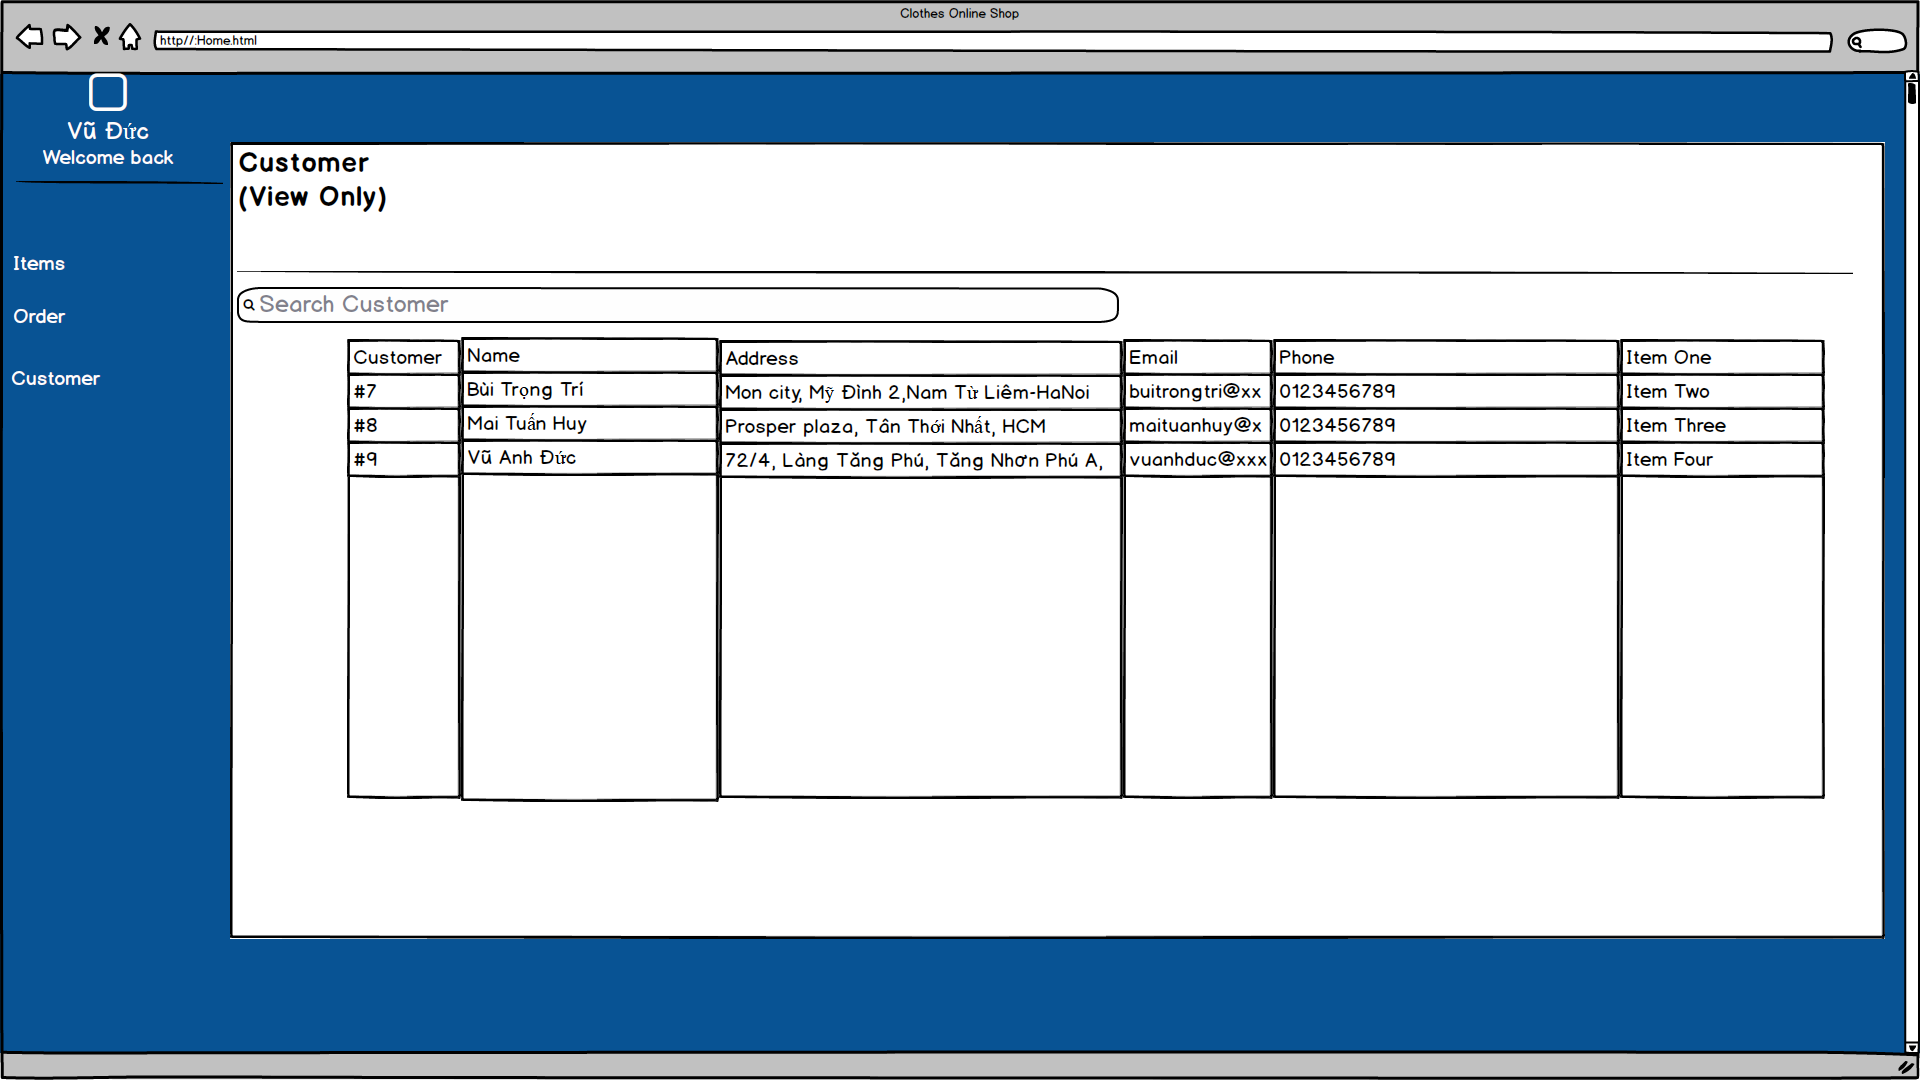 Clothes Online Shop
http//:Home.html
Vũ Đức
Welcome back
Items
Order
Customer
Customer
(View Only)
Search Customer
Customer Name Address Email Phone Item One
#7 Bùi Trọng Trí Mon city, Mỹ Đình 2,Nam Từ Liêm-HaNoi buitrongtri@xx 0123456789 Item Two
#8 Mai Tuấn Huy Prosper plaza, Tân Thới Nhất, HCM maituanhuy@x 0123456789 Item Three
#9 Vũ Anh Đức 72/4, Làng Tăng Phú, Tăng Nhơn Phú A, vuanhduc@xxx 0123456789 Item Four